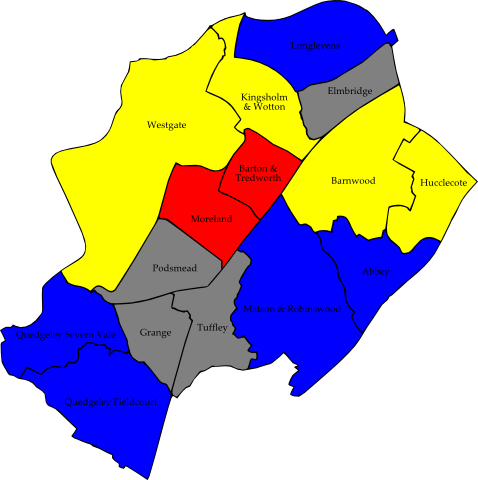 Longlevens
Elmbridge
Kingsholm
& Wotton
Westgate
Barton &
Tredworth
Barnwood
Hucclecote
Moreland
Podsmead
Abbey
Matson & Robinswood
Tuffley
Grange
Quedgeley Severn Vale
Quedgeley Fieldcourt